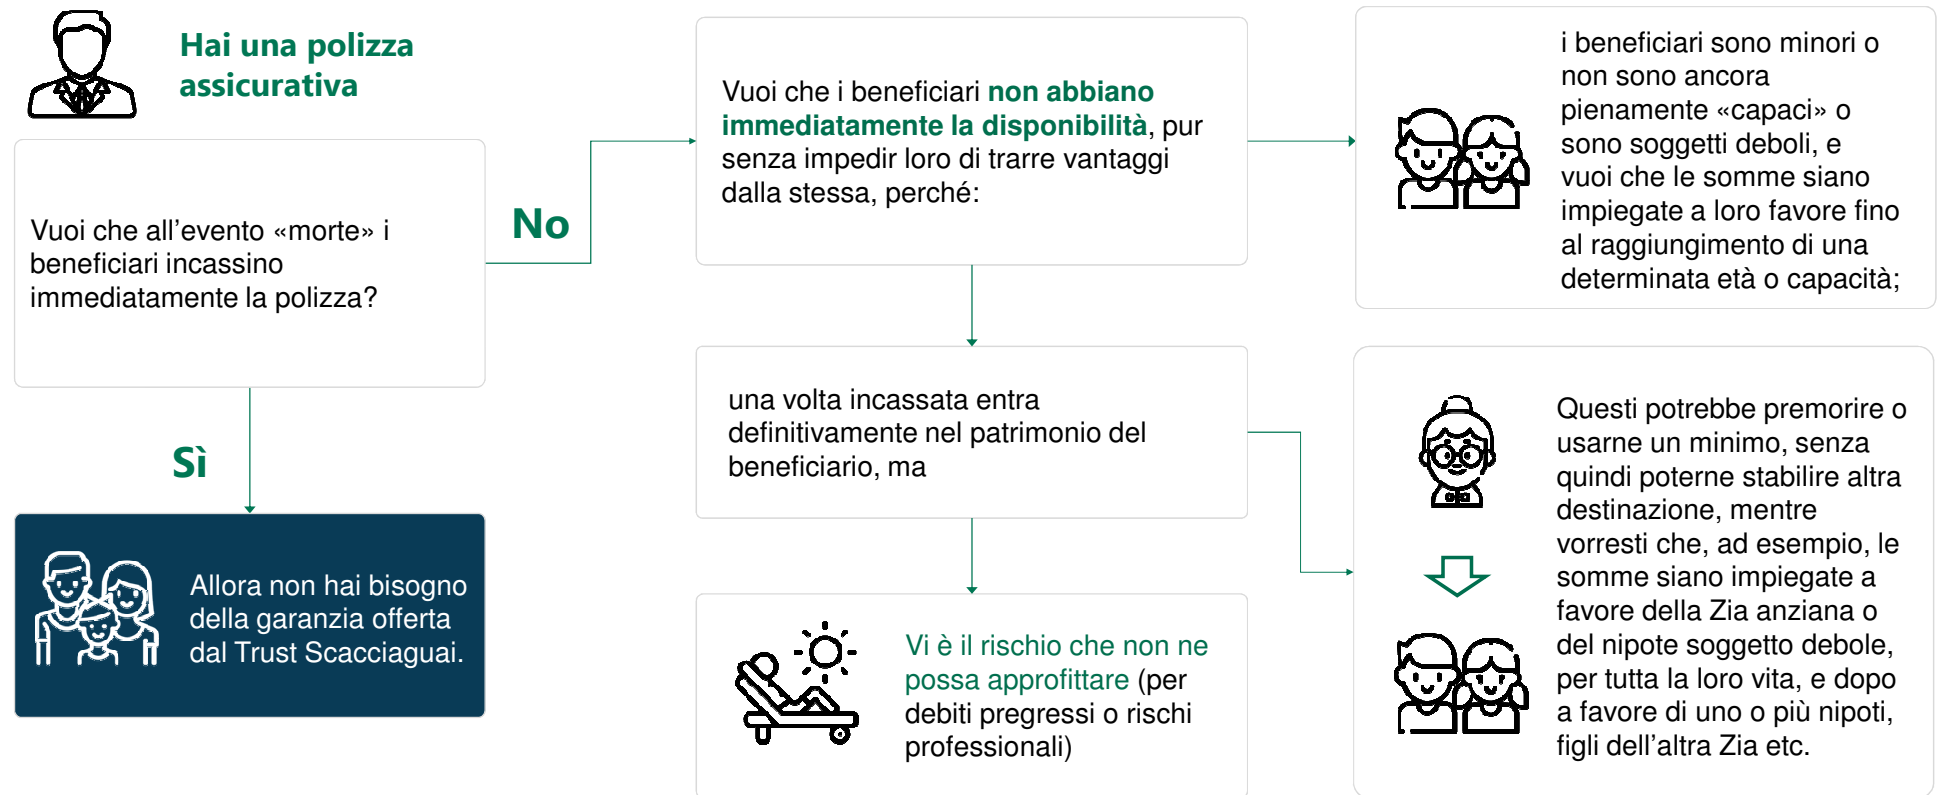 Hai una polizza
assicurativa
Vuoi che all'evento «morte» i
beneficiari incassino
immediatamente la polizza?
Sì
Allora non hai bisogno
della garanzia offerta
dal Trust Scacciaguai.
No
Vuoi che i beneficiari non abbiano
immediatamente la disponibilità, pur
senza impedir loro di trarre vantaggi
dalla stessa, perché:
i beneficiari sono minori o
non sono ancora
pienamente «capaci» o
sono soggetti deboli, e
vuoi che le somme siano
impiegate a loro favore fino
al raggiungimento di una
determinata età o capacità;
una volta incassata entra
definitivamente nel patrimonio del
beneficiario, ma
Vi è il rischio che non ne
possa approfittare (per
debiti pregressi o rischi
professionali)
Questi potrebbe premorire o
usarne un minimo, senza
quindi poterne stabilire altra
destinazione, mentre
vorresti che, ad esempio, le
somme siano impiegate a
favore della Zia anziana o
del nipote soggetto debole,
per tutta la loro vita, e dopo
a favore di uno o più nipoti,
figli dell'altra Zia etc.